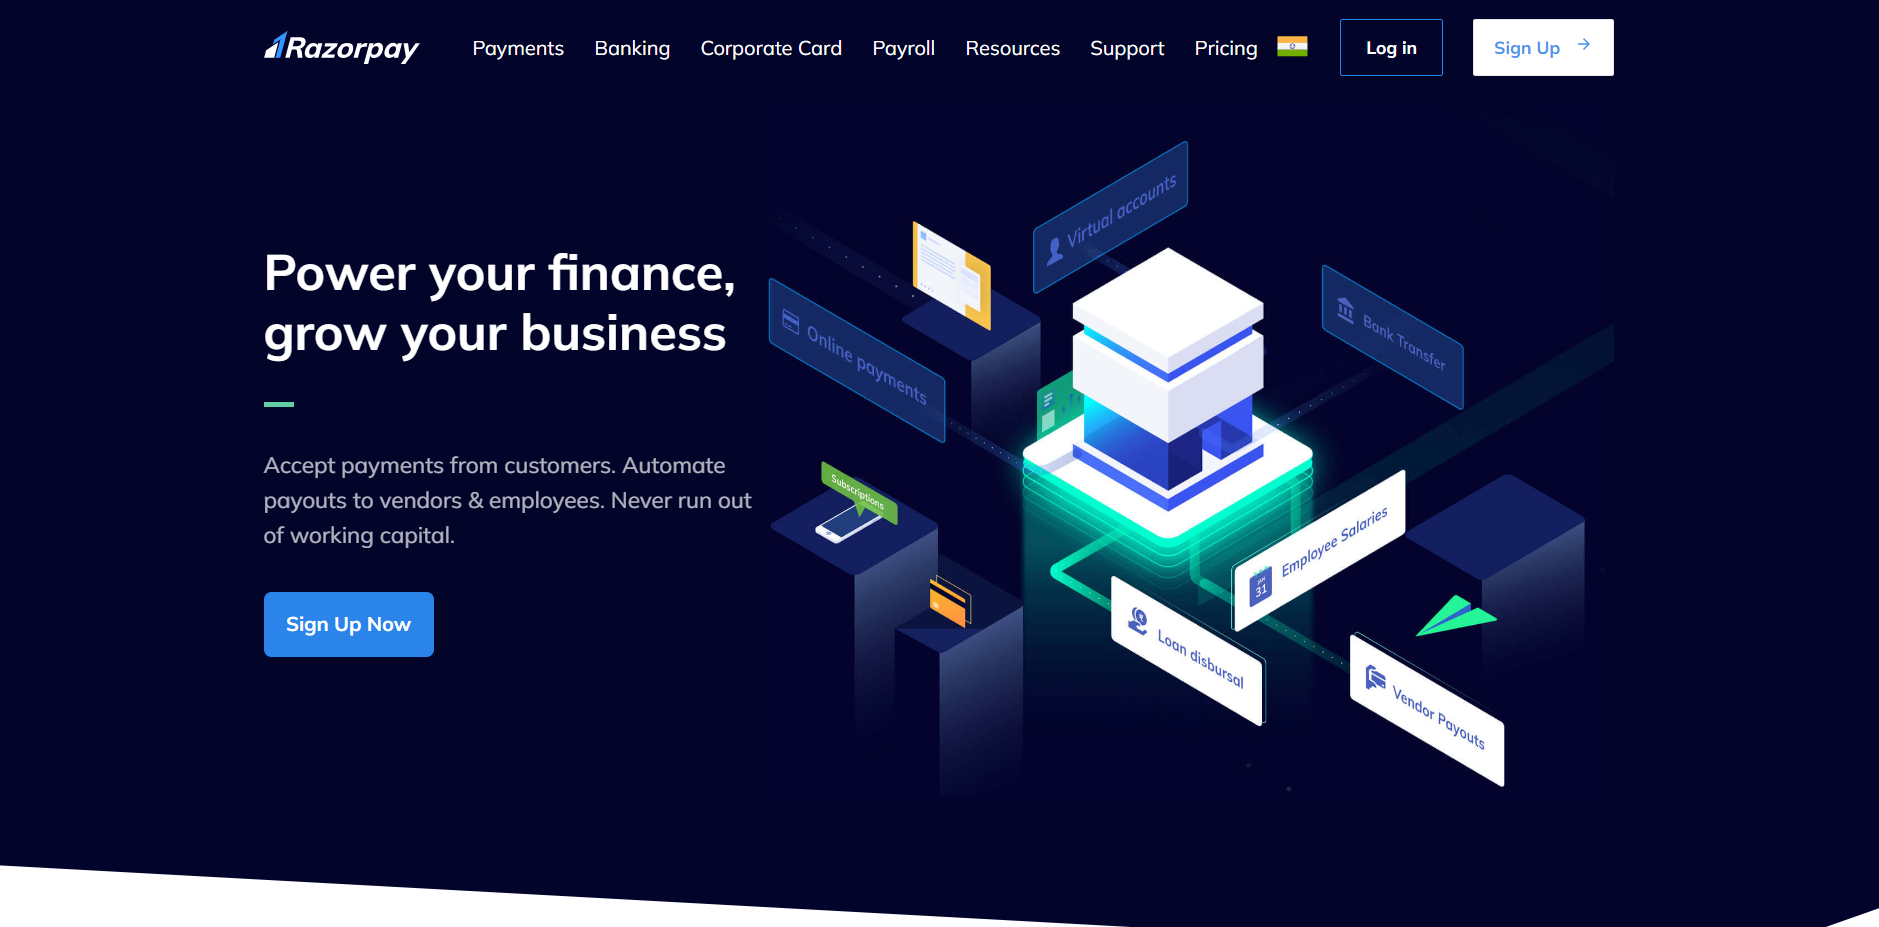 Razorpay
Payments
Banking
Corporate Card
Payroll
Resources
Support
Pricing
Log in
Sign Up
Power your finance,
grow your business
Accept payments from customers. Automate
payouts to vendors & employees. Never run out
of working capital.
Sign Up Now
Virtual accounts
Online payments
Bank Transfer
Subscriptions
Employee Salaries
JAN
31
Loan disbursal
Vendor Payouts